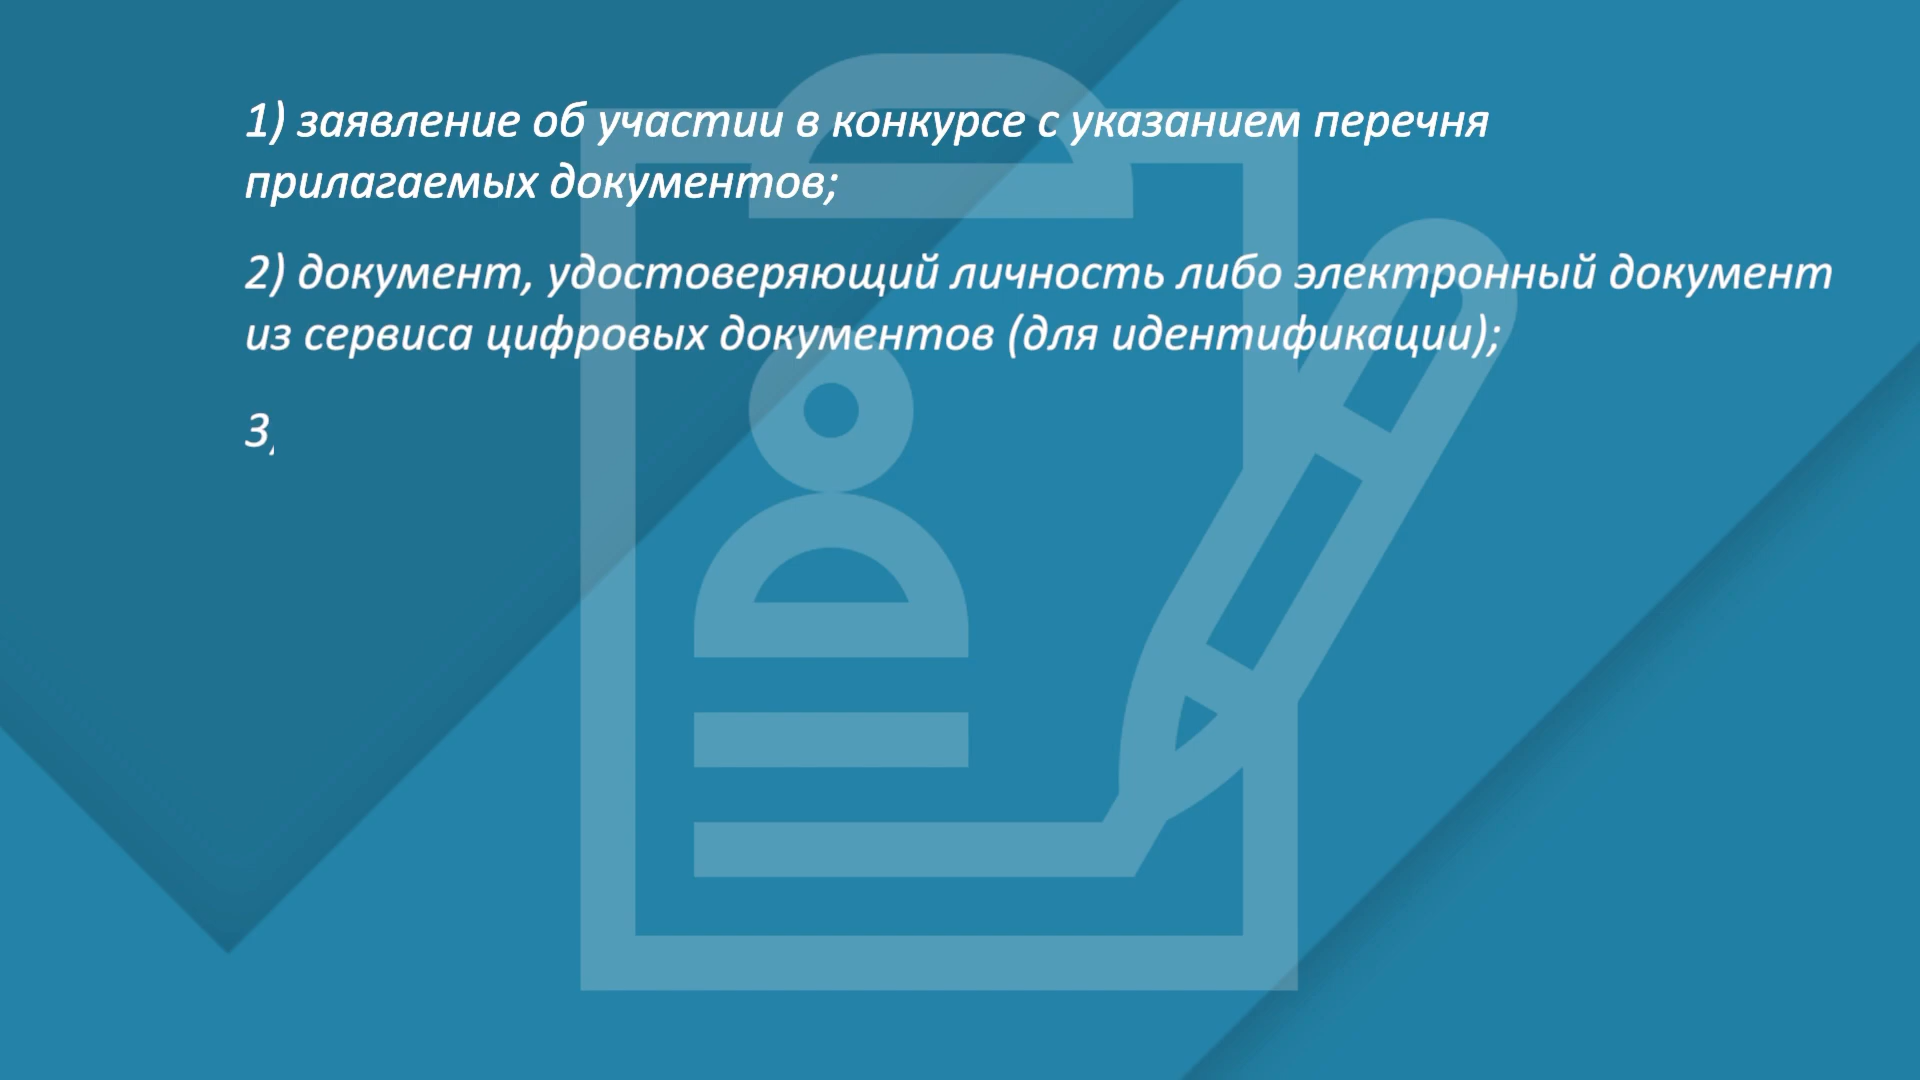 1) заявление об участии в конкурсе с указанием перечня
прилагаемых документов;
2) документ, удостоверяющий личность либо электронный документ
из сервиса цифровых документов (для идентификации);
3)